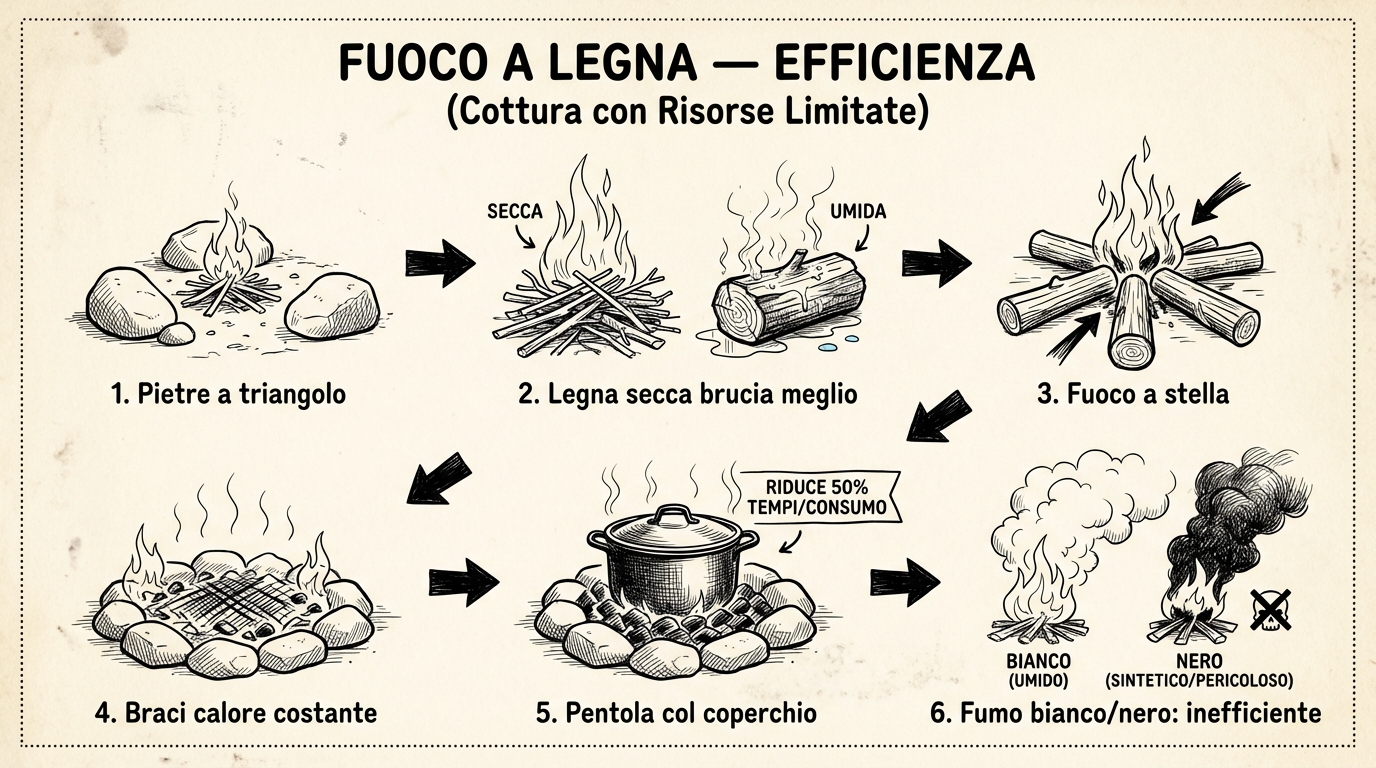 FUOCO A LEGNA — EFFICIENZA
(Cottura con Risorse Limitate)
SECCA
UMIDA
1. Pietre a triangolo
2. Legna secca brucia meglio
3. Fuoco a stella
RIDUCE 50%
TEMPI/CONSUMO
BIANCO
(UMIDO)
NERO
(SINTETICO/PERICOLOSO)
4. Braci calore costante
5. Pentola col coperchio
6. Fumo bianco/nero: inefficiente